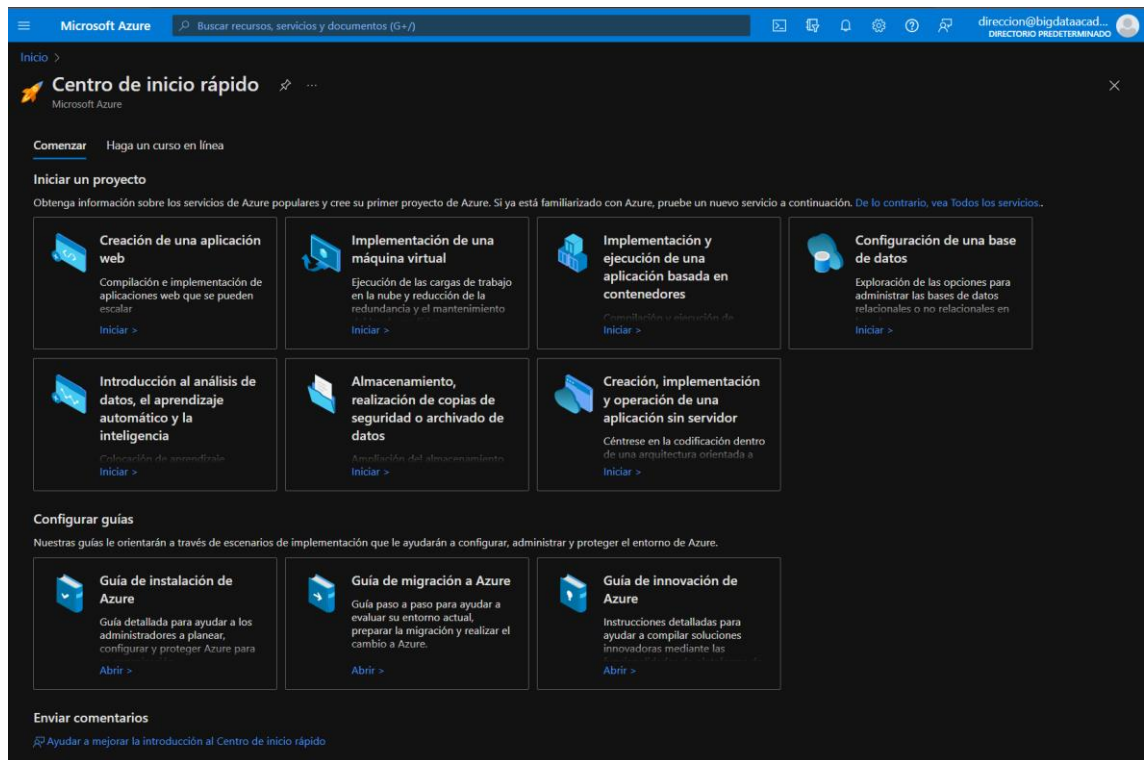 Microsoft Azure
Buscar recursos, servicios y documentos (G+/)
direccion@bigdataacad...
DIRECTORIO PREDETERMINADO
Inicio >
Centro de inicio rápido
Microsoft Azure
Comenzar
Haga un curso en línea
Iniciar un proyecto
Obtenga información sobre los servicios de Azure populares y cree su primer proyecto de Azure. Si ya está familiarizado con Azure, pruebe un nuevo servicio a continuación. De lo contrario, vea Todos los servicios..
Creación de una aplicación
web
Compilación e implementación de
aplicaciones web que se pueden
escalar
Iniciar >
Implementación de una
máquina virtual
Ejecución de las cargas de trabajo
en la nube y reducción de la
redundancia y el mantenimiento
Iniciar >
Implementación y
ejecución de una
aplicación basada en
contenedores
Compilación y ejecución de
Iniciar >
Configuración de una base
de datos
Exploración de las opciones para
administrar las bases de datos
relacionales o no relacionales en
Iniciar >
Introducción al análisis de
datos, el aprendizaje
automático y la
inteligencia
Colocación de aprendizaje
Iniciar >
Almacenamiento,
realización de copias de
seguridad o archivado de
datos
Ampliación del almacenamiento
Iniciar >
Creación, implementación
y operación de una
aplicación sin servidor
Céntrese en la codificación dentro
de una arquitectura orientada a
Iniciar >
Configurar guías
Nuestras guías le orientarán a través de escenarios de implementación que le ayudarán a configurar, administrar y proteger el entorno de Azure.
Guía de instalación de
Azure
Guía detallada para ayudar a los
administradores a planear,
configurar y proteger Azure para
Abrir >
Guía de migración a Azure
Guía paso a paso para ayudar a
evaluar su entorno actual,
preparar la migración y realizar el
cambio a Azure.
Abrir >
Guía de innovación de
Azure
Instrucciones detalladas para
ayudar a compilar soluciones
innovadoras mediante las
Abrir >
Enviar comentarios
Ayudar a mejorar la introducción al Centro de inicio rápido